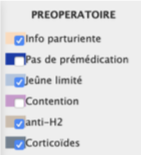 PREOPERATOIRE
Info parturiente
Pas de prémédication
Jeûne limité
Contention
anti-H2
Corticoïdes